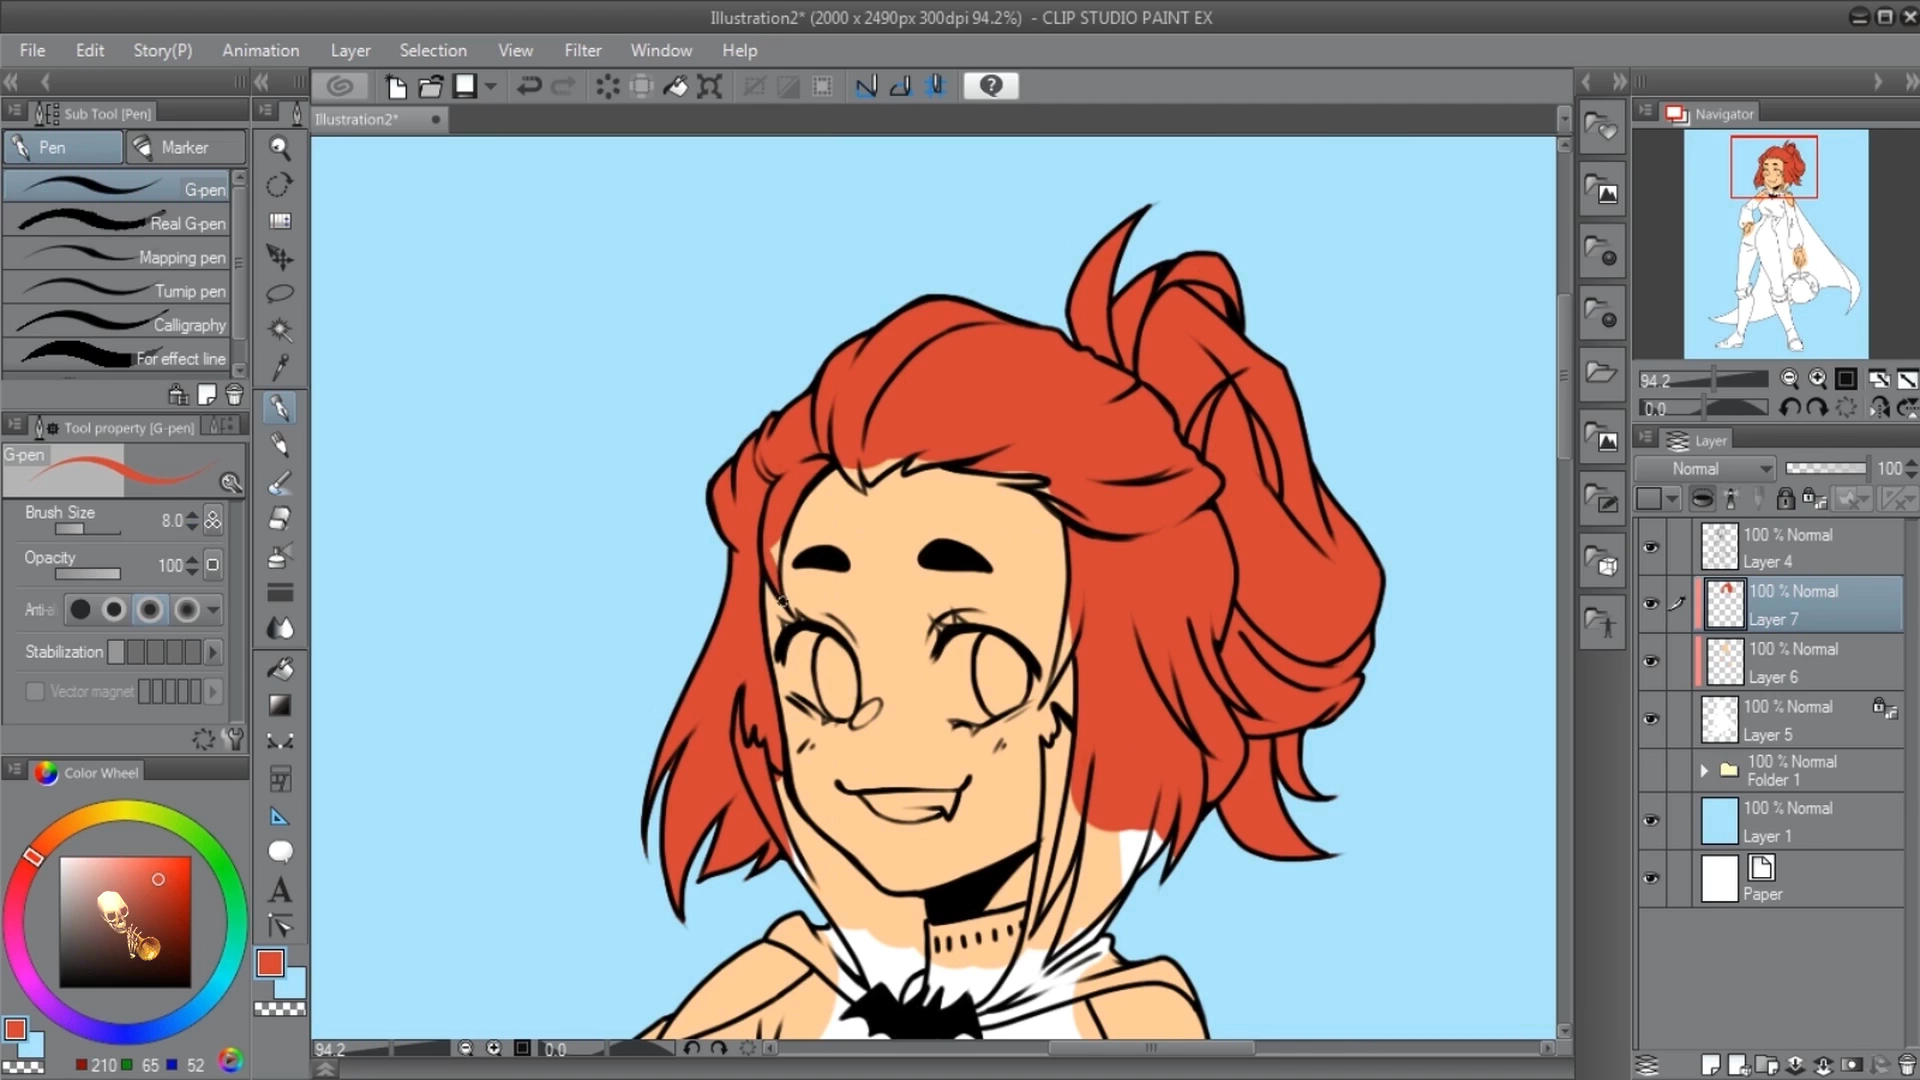 Illustration2* (2000 x 2490px 300dpi 94.2%) - CLIP STUDIO PAINT EX
File Edit Story(P) Animation Layer Selection View Filter Window Help
Sub Tool [Pen]
Pen
Marker
G-pen
Real G-pen
Mapping pen
Turnip pen
Calligraphy
For effect line
Tool property [G-pen]
G-pen
Brush Size 8.0
Opacity 100
Anti-a
Stabilization
Vector magnet
Color Wheel
210 65 52
A
?
Illustration2*
94.2 0.0
Navigator
94.2
0.0
Layer
Normal 100
100 % Normal
Layer 4
100 % Normal
Layer 7
100 % Normal
Layer 6
100 % Normal
Layer 5
100 % Normal
Folder 1
100 % Normal
Layer 1
Paper